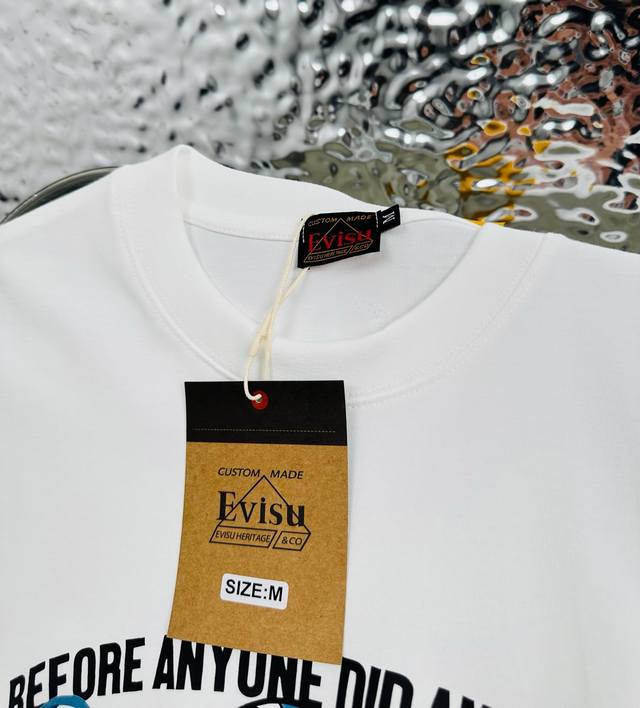 CUSTOM MADE
Evisu
EVISU HERITAGE & CO
M
CUSTOM MADE
Evisu
EVISU HERITAGE & CO
SIZE:M
BEFORE ANYONE DID